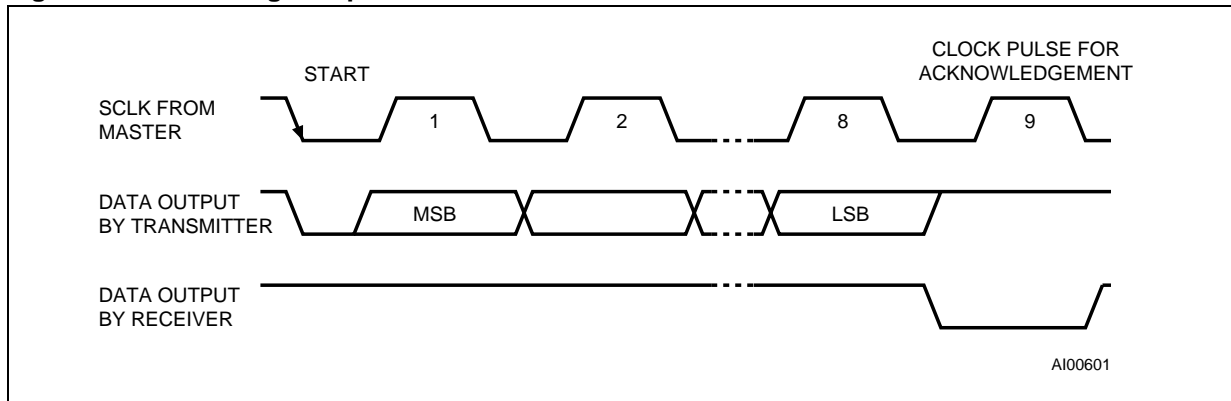 START
CLOCK PULSE FOR
ACKNOWLEDGEMENT
SCLK FROM
MASTER
1
2
8
9
DATA OUTPUT
BY TRANSMITTER
MSB
LSB
DATA OUTPUT
BY RECEIVER
AI00601